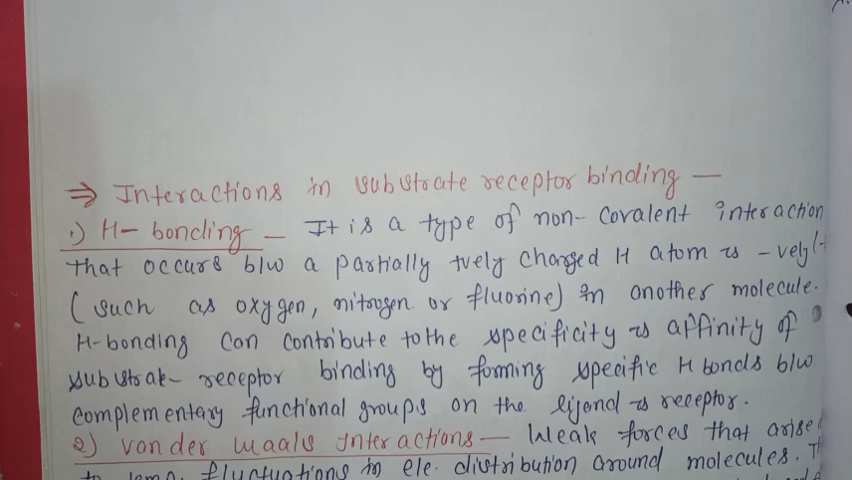 ⇒ Interactions in substrate receptor binding —
1.) H- bonding — It is a type of non- covalent interaction
that occurs b/w a partially +vely charged H atom & -vely
( such as oxygen, nitrogen or fluorine) in another molecule.
H-bonding can contribute to the specificity & affinity of
substrate- receptor binding by forming specific H bonds b/w
complementary functional groups on the ligand & receptor.
2) van der waals interactions — Weak forces that arise
fluctuations in ele. distribution around molecules.